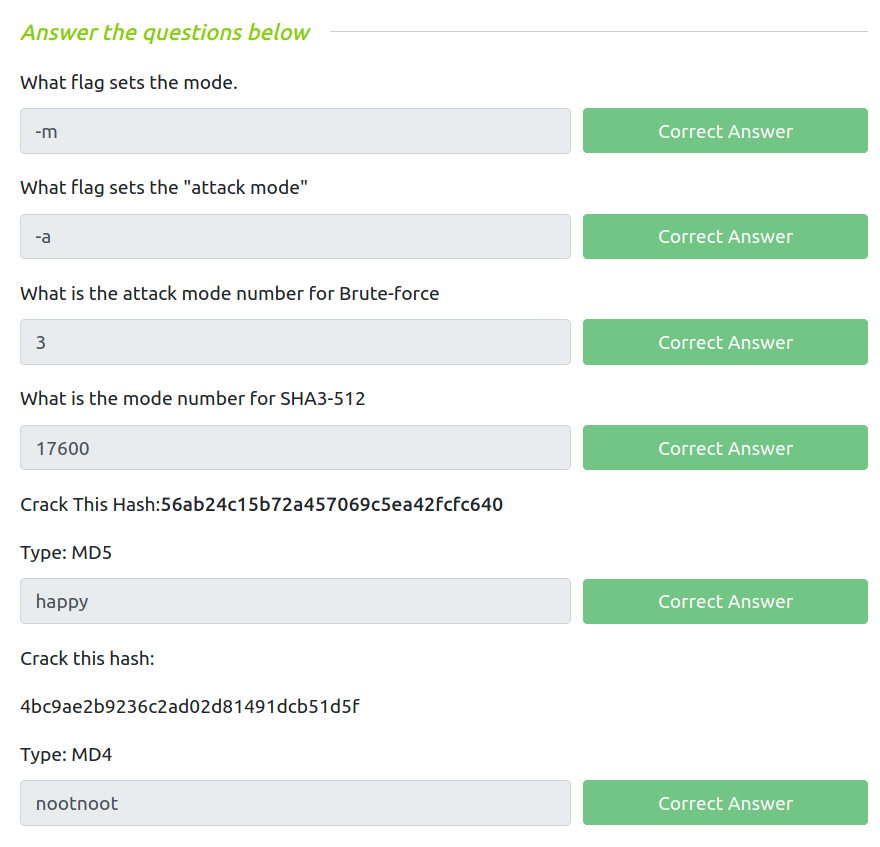 Answer the questions below
What flag sets the mode.
-m Correct Answer
What flag sets the "attack mode"
-a Correct Answer
What is the attack mode number for Brute-force
3 Correct Answer
What is the mode number for SHA3-512
17600 Correct Answer
Crack This Hash:56ab24c15b72a457069c5ea42fcfc640
Type: MD5
happy Correct Answer
Crack this hash:
4bc9ae2b9236c2ad02d81491dcb51d5f
Type: MD4
nootnoot Correct Answer